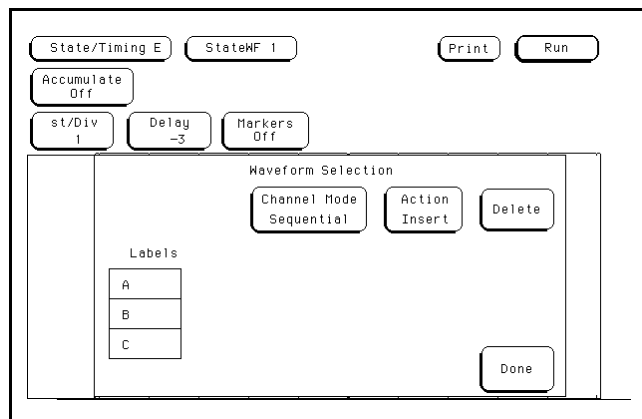 State/Timing E
StateWF 1
Print
Run
Accumulate
Off
st/Div
1
Delay
-3
Markers
Off
Waveform Selection
Channel Mode
Sequential
Action
Insert
Delete
Labels
A
B
C
Done